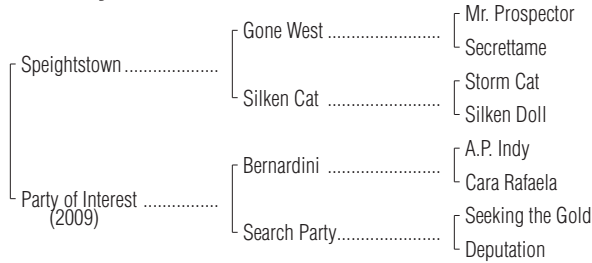 Mr. Prospector
Gone West .......................
Secrettame
Speightstown ....................
Storm Cat
Silken Cat ........................
Silken Doll
A.P. Indy
Bernardini ........................
Cara Rafaela
Party of Interest ................
(2009)
Seeking the Gold
Search Party......................
Deputation